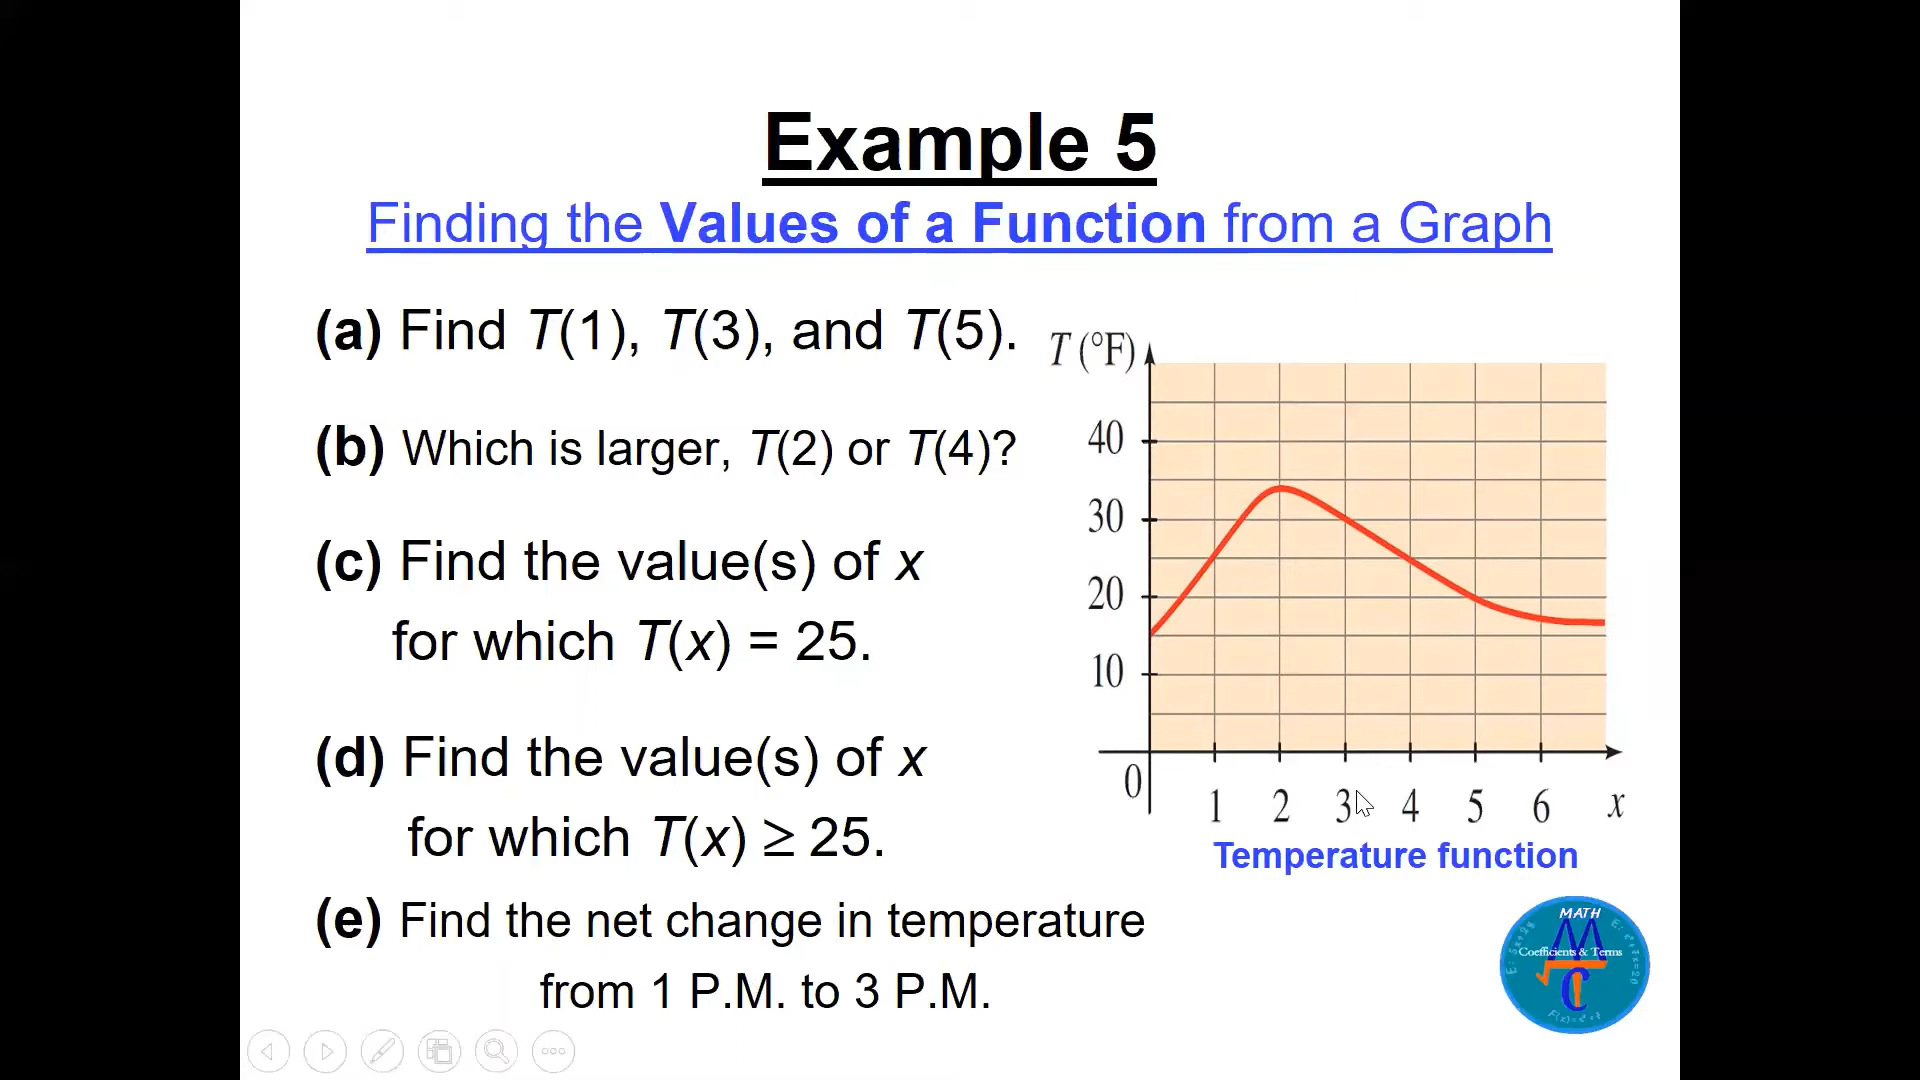 Example 5
Finding the Values of a Function from a Graph
(a) Find T(1), T(3), and T(5).
(b) Which is larger, T(2) or T(4)?
(c) Find the value(s) of x
for which T(x) = 25.
(d) Find the value(s) of x
for which T(x) ≥ 25.
(e) Find the net change in temperature
from 1 P.M. to 3 P.M.
T (°F)
40
30
20
10
0
1 2 3 4 5 6 x
Temperature function
MATH
M
Coefficients & Terms
C